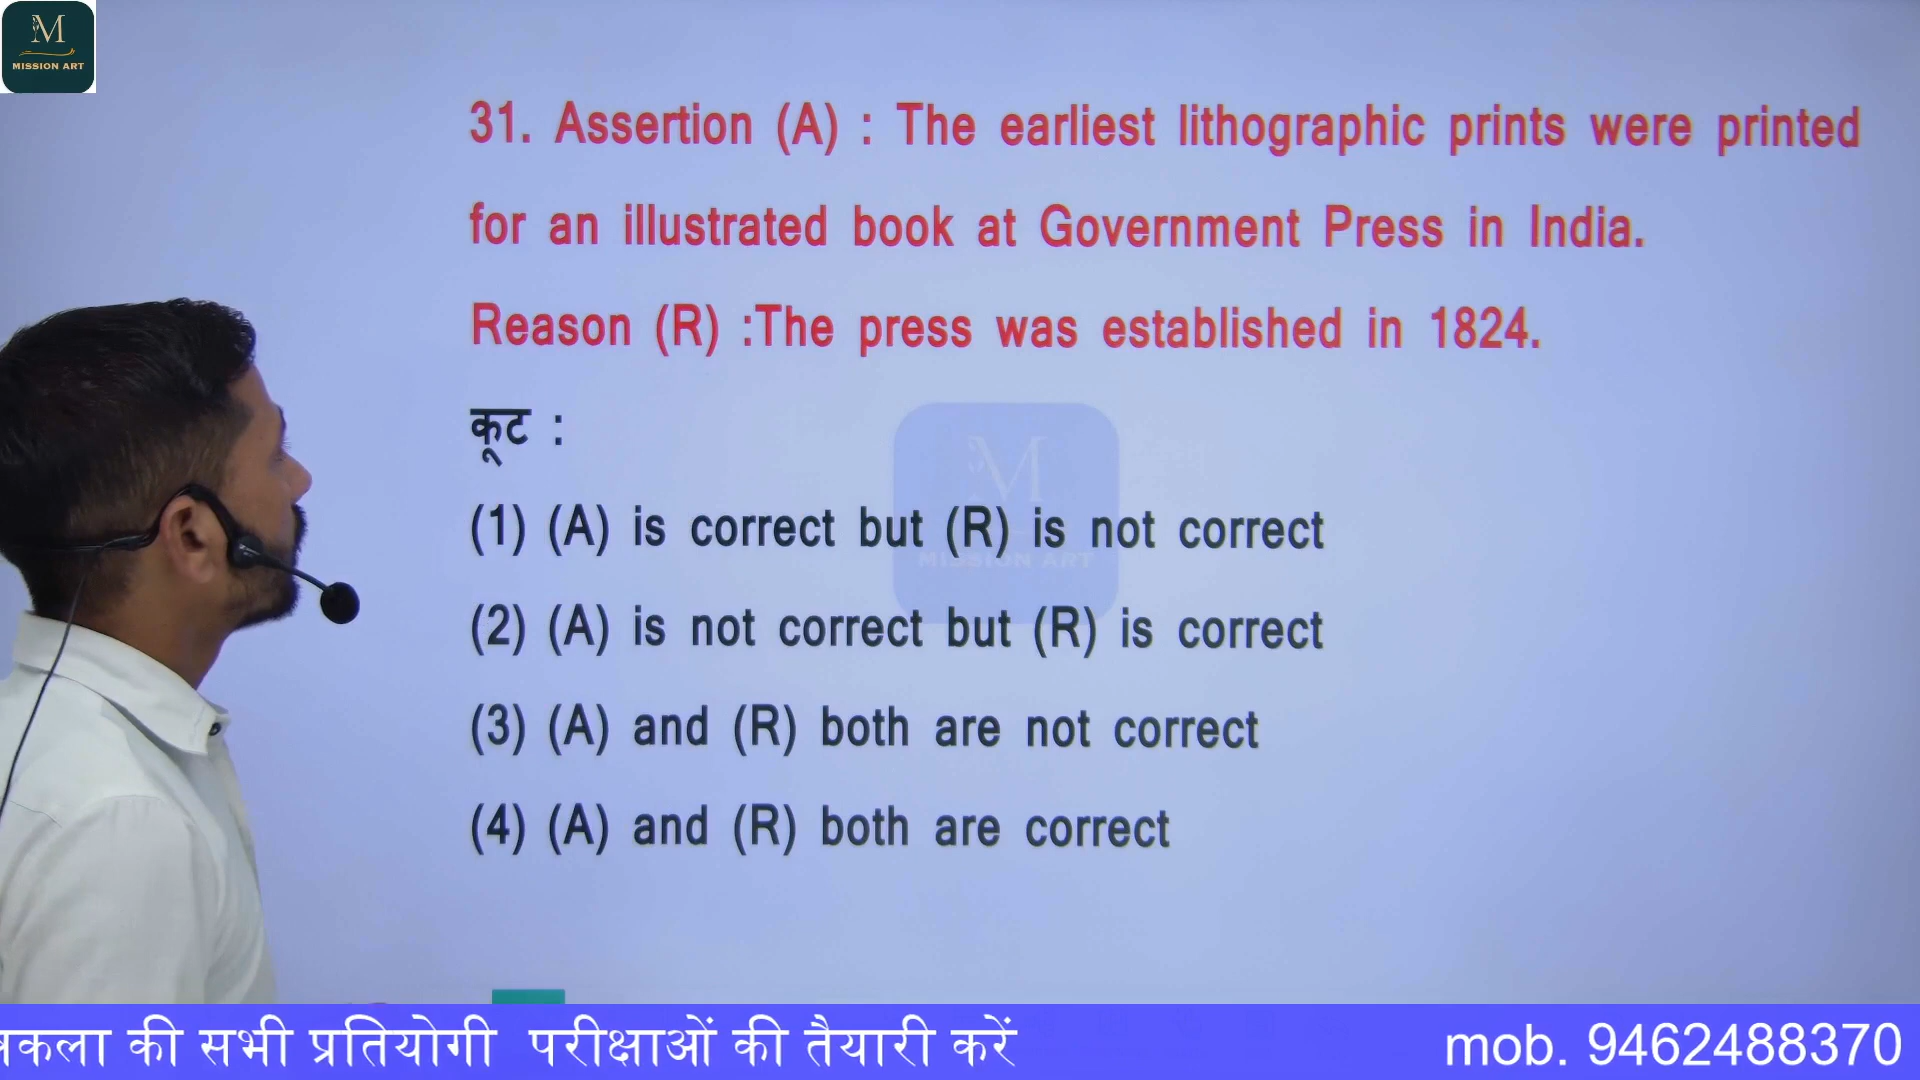 M
MISSION ART
31. Assertion (A) : The earliest lithographic prints were printed
for an illustrated book at Government Press in India.
Reason (R) :The press was established in 1824.
कूट :
(1) (A) is correct but (R) is not correct
(2) (A) is not correct but (R) is correct
(3) (A) and (R) both are not correct
(4) (A) and (R) both are correct
M
MISSION ART
की सभी प्रतियोगी परीक्षाओं की तैयारी करें
mob. 9462488370